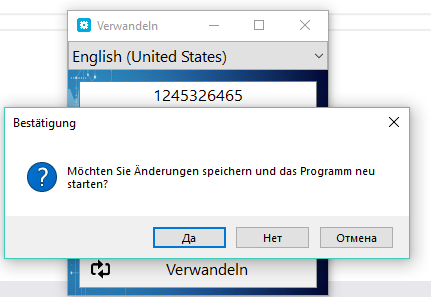 Verwandeln
English (United States)
1245326465
Bestätigung
Möchten Sie Änderungen speichern und das Programm neu
starten?
Да Нет Отмена
Verwandeln